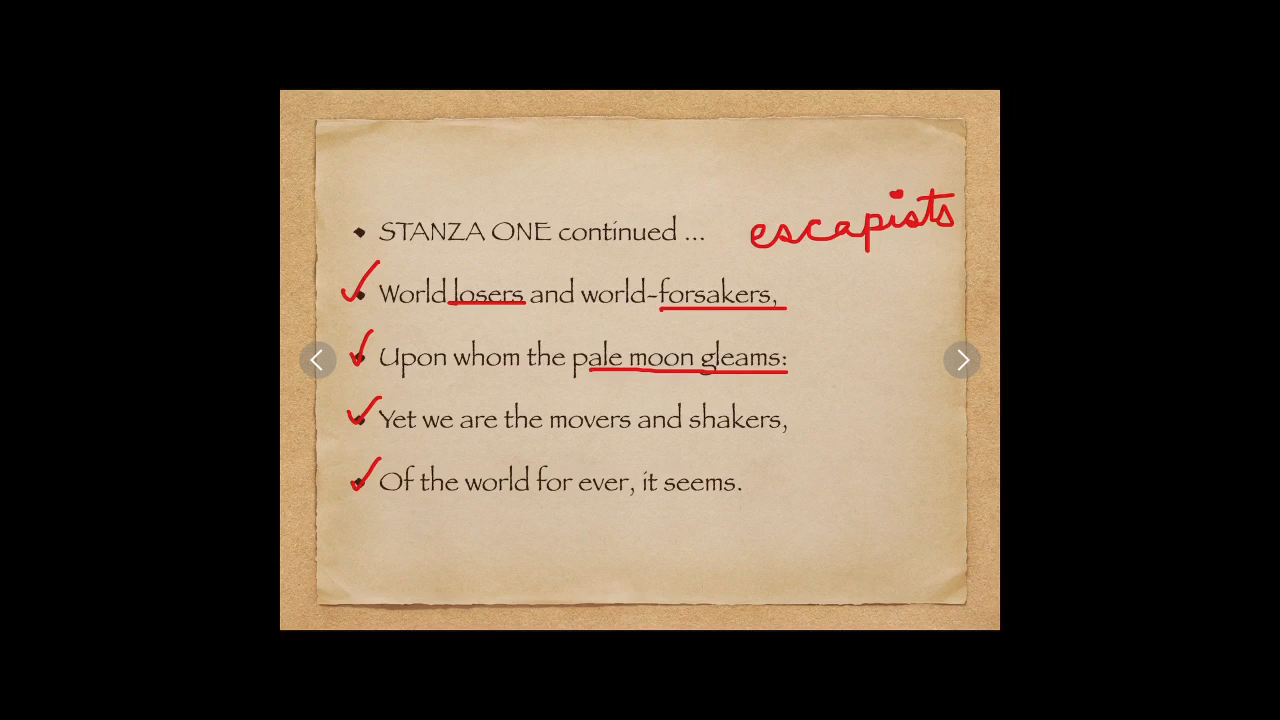 • STANZA ONE continued ... escapists
• World losers and world-forsakers,
• Upon whom the pale moon gleams:
• Yet we are the movers and shakers,
• Of the world for ever, it seems.